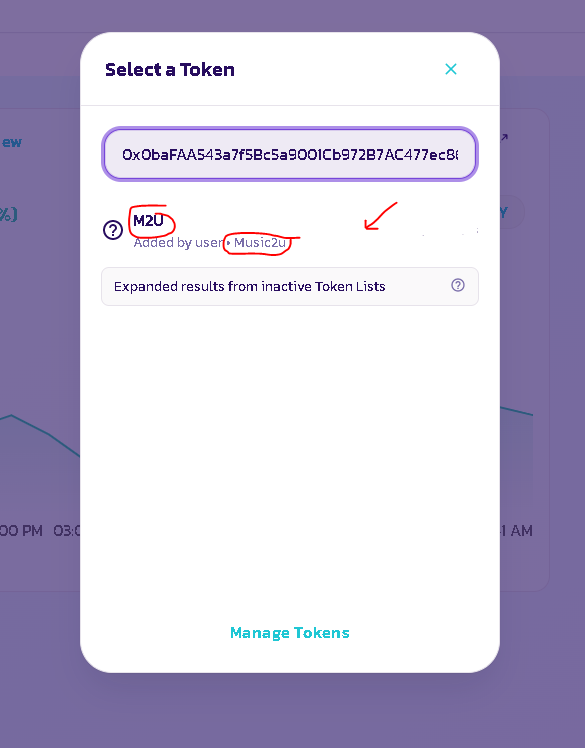 Select a Token
ew
0x0baFAA543a7f5Bc5a9001Cb972B7AC477ec8
%)
Y
M2U
Added by user • Music2u
Expanded results from inactive Token Lists
00 PM 03:0
1 AM
Manage Tokens